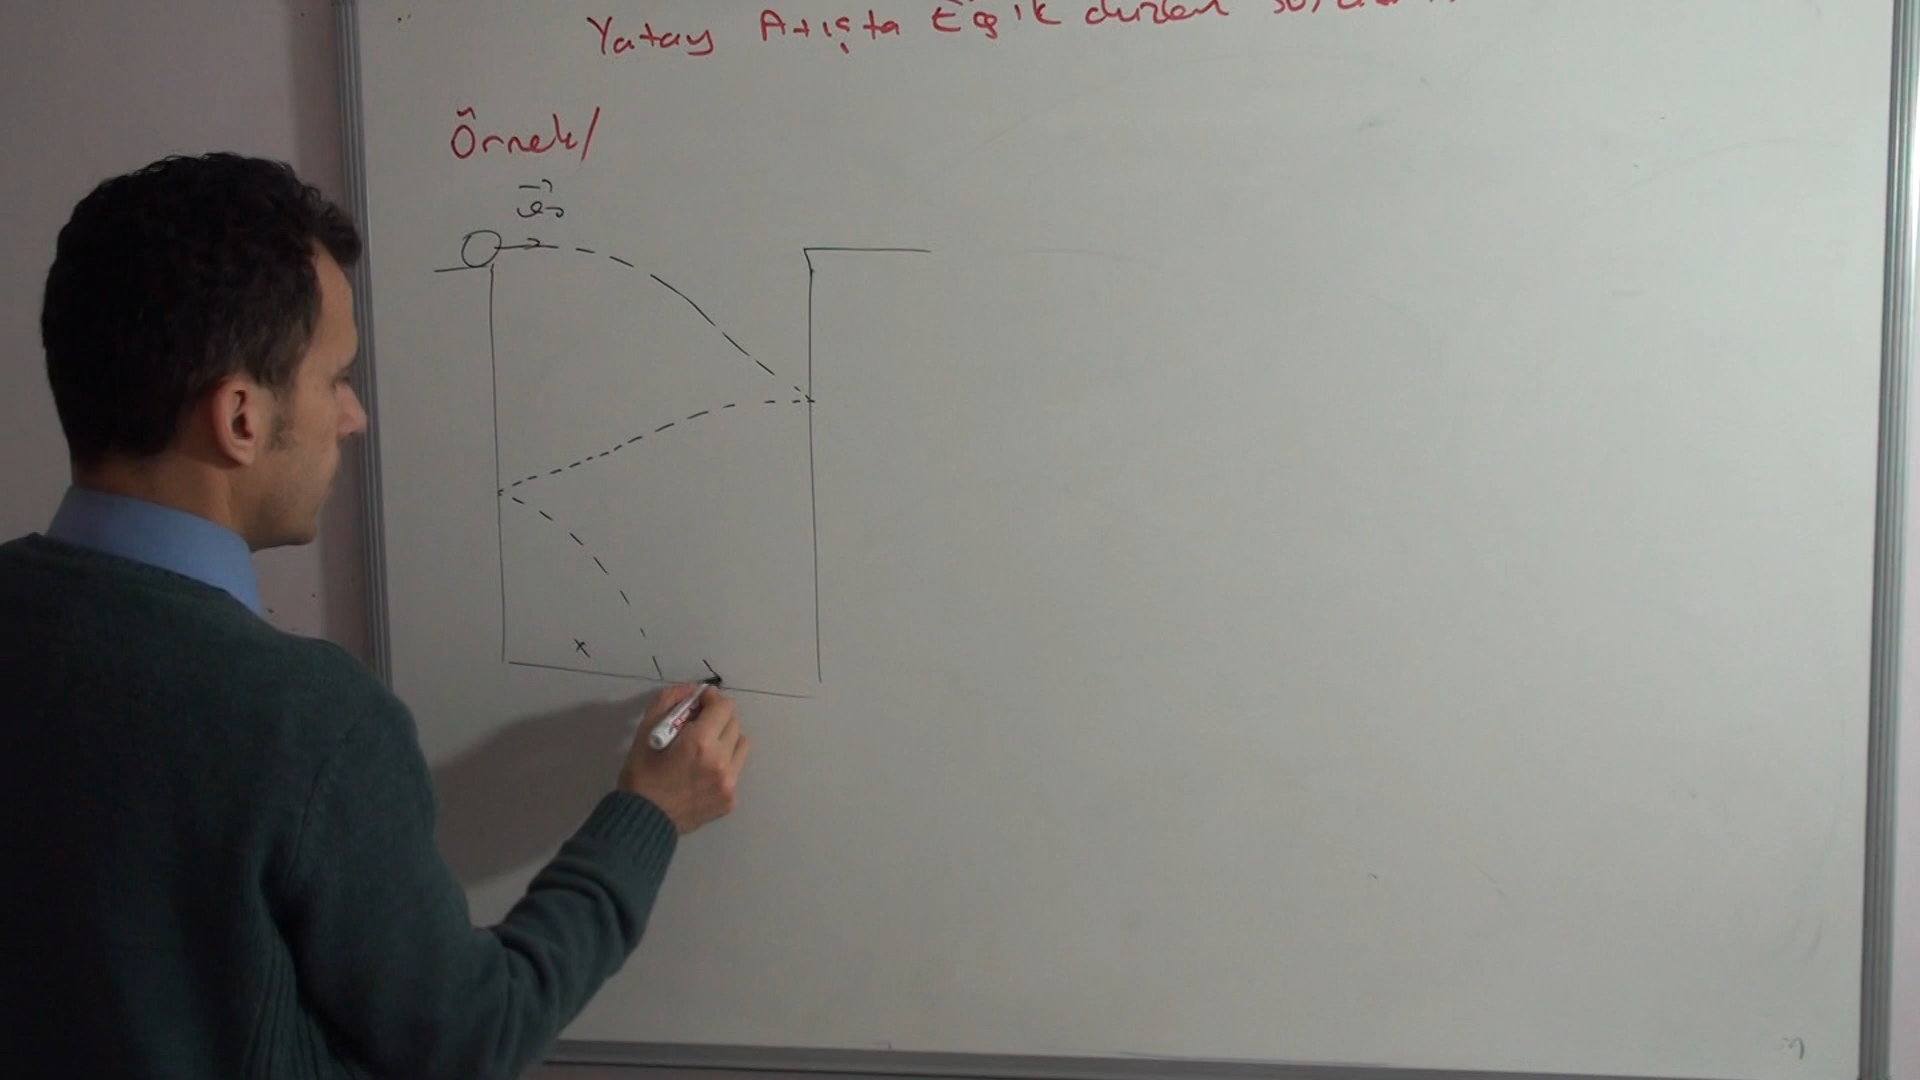 Yatay Atışta Eğik düzlem
Örnek/
v₀
x